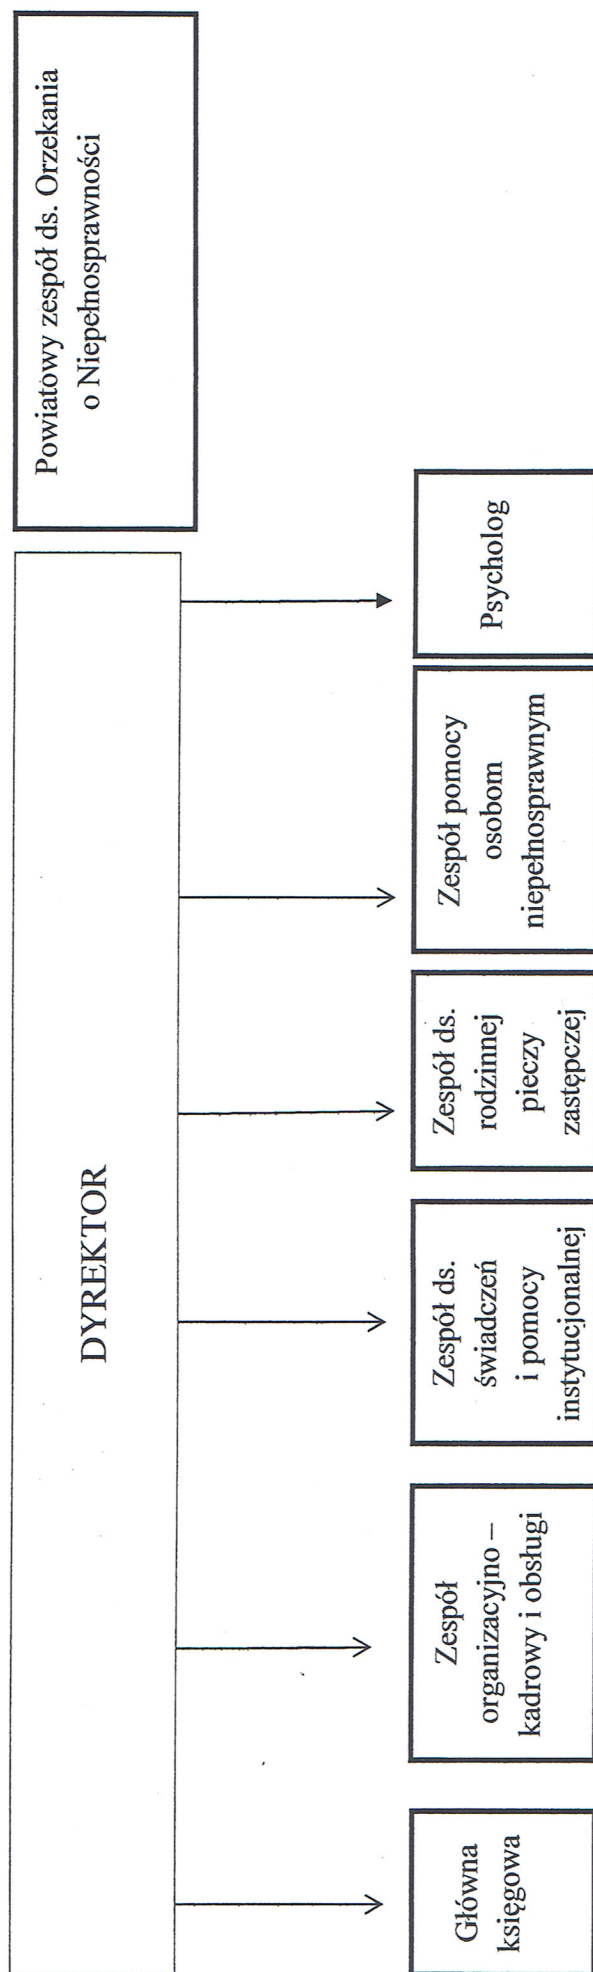 DYREKTOR
Powiatowy zespół ds. Orzekania
o Niepełnosprawności
Główna
księgowa
Zespół
organizacyjno –
kadrowy i obsługi
Zespół ds.
świadczeń
i pomocy
instytucjonalnej
Zespół ds.
rodzinnej
pieczy
zastępczej
Zespół pomocy
osobom
niepełnosprawnym
Psycholog